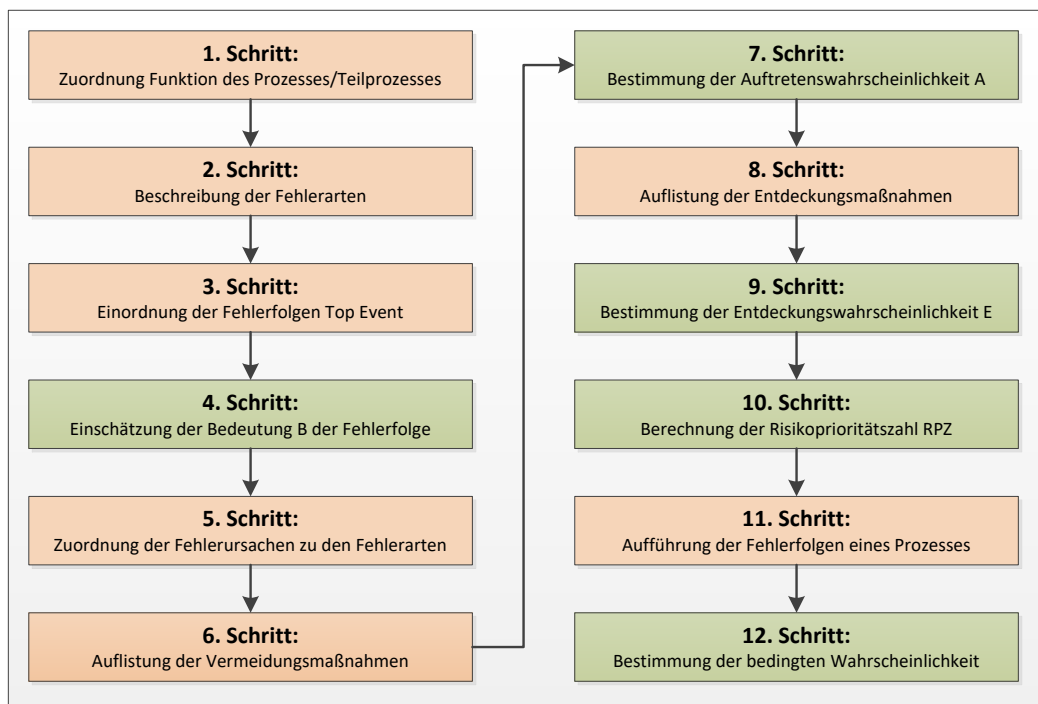 1. Schritt:
Zuordnung Funktion des Prozesses/Teilprozesses
2. Schritt:
Beschreibung der Fehlerarten
3. Schritt:
Einordnung der Fehlerfolgen Top Event
4. Schritt:
Einschätzung der Bedeutung B der Fehlerfolge
5. Schritt:
Zuordnung der Fehlerursachen zu den Fehlerarten
6. Schritt:
Auflistung der Vermeidungsmaßnahmen
7. Schritt:
Bestimmung der Auftretenswahrscheinlichkeit A
8. Schritt:
Auflistung der Entdeckungsmaßnahmen
9. Schritt:
Bestimmung der Entdeckungswahrscheinlichkeit E
10. Schritt:
Berechnung der Risikoprioritätszahl RPZ
11. Schritt:
Aufführung der Fehlerfolgen eines Prozesses
12. Schritt:
Bestimmung der bedingten Wahrscheinlichkeit